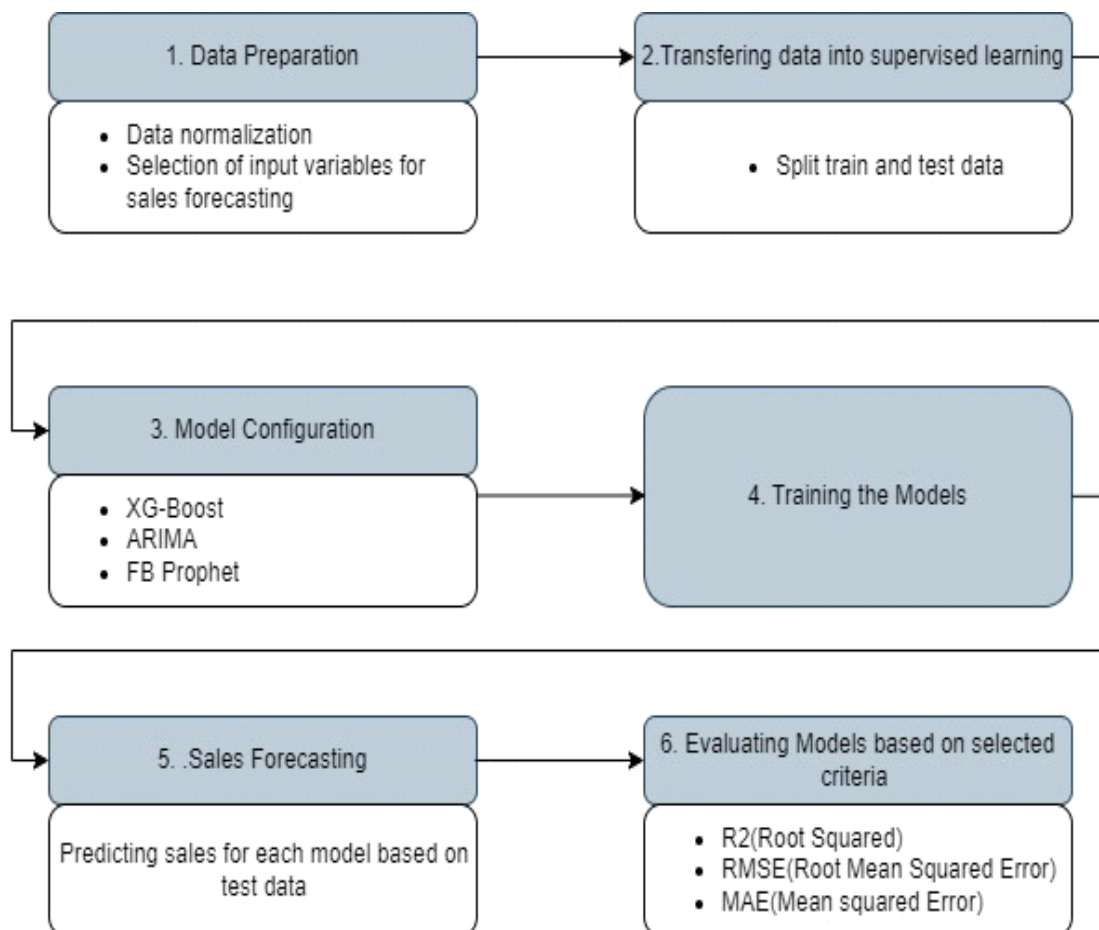 1. Data Preparation
• Data normalization
• Selection of input variables for
sales forecasting
2.Transfering data into supervised learning
• Split train and test data
3. Model Configuration
• XG-Boost
• ARIMA
• FB Prophet
4. Training the Models
5. .Sales Forecasting
Predicting sales for each model based on
test data
6. Evaluating Models based on selected
criteria
• R2(Root Squared)
• RMSE(Root Mean Squared Error)
• MAE(Mean squared Error)